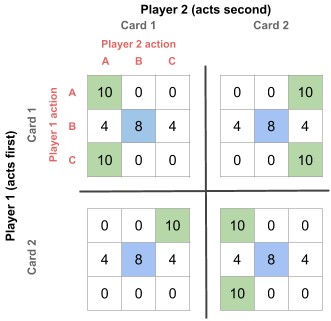 Player 2 (acts second)
Card 1 Card 2
Player 2 action
A B C
Player 1 (acts first)
Card 1
Player 1 action
A 10 0 0 0 0 10
B 4 8 4 4 8 4
C 10 0 0 0 0 10
Card 2
0 0 10 10 0 0
4 8 4 4 8 4
0 0 0 10 0 0